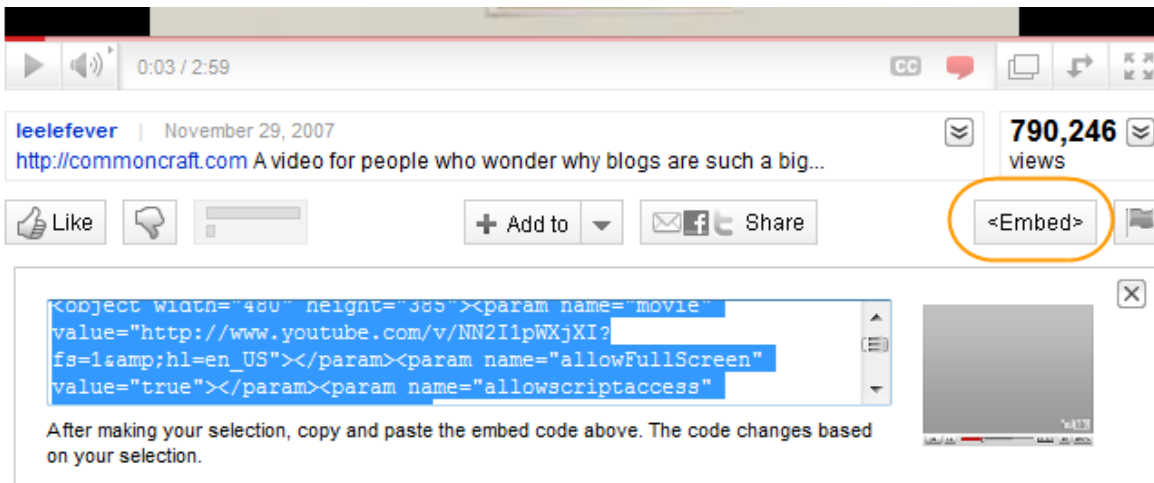 0:03 / 2:59
CC
leelefever | November 29, 2007
790,246
http://commoncraft.com A video for people who wonder why blogs are such a big...
views
Like
+ Add to
Share
<Embed>
<object width="480" height="385"><param name="movie"
value="http://www.youtube.com/v/NN2I1pWXjXI?
fs=1&amp;hl=en_US"></param><param name="allowFullScreen"
value="true"></param><param name="allowscriptaccess"
After making your selection, copy and paste the embed code above. The code changes based
on your selection.